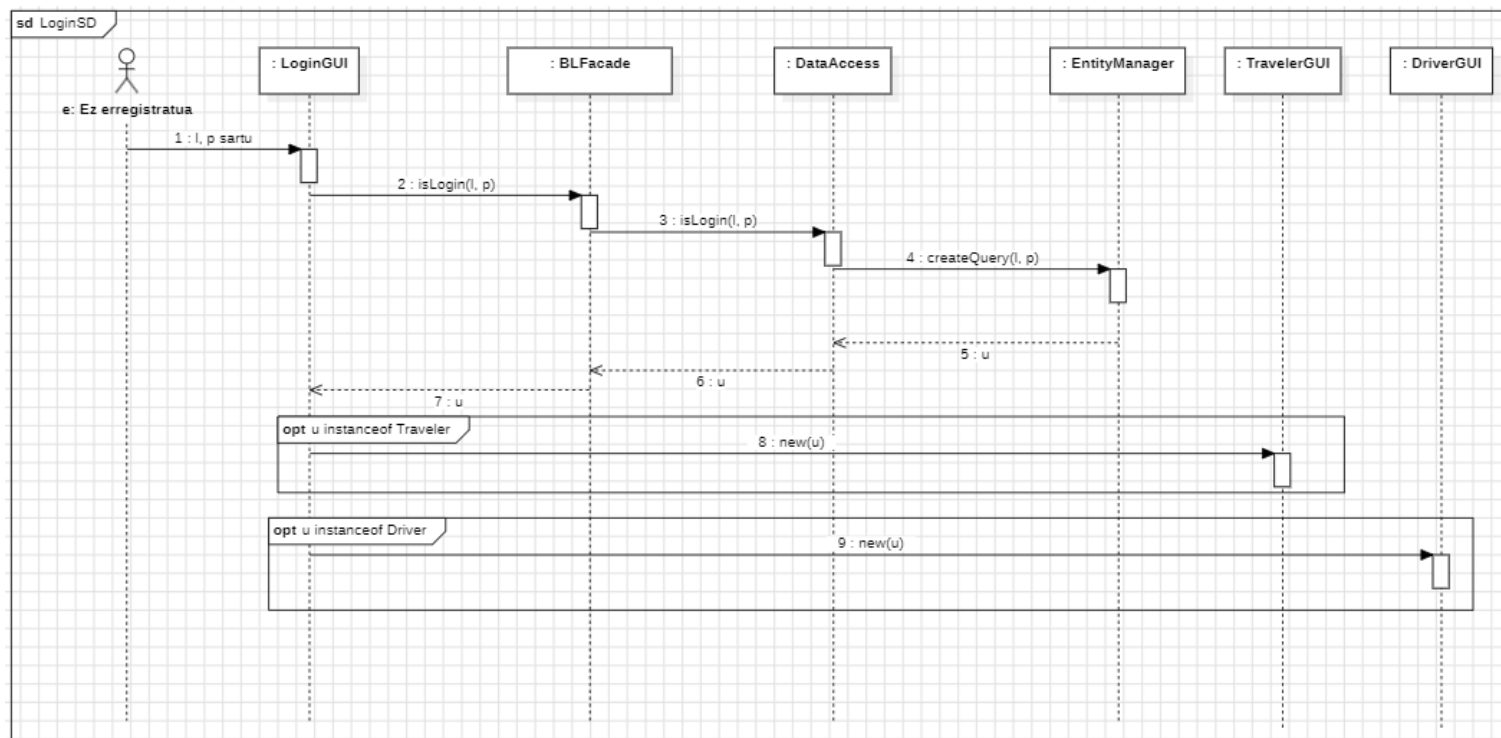 sd LoginSD
: LoginGUI
: BLFacade
: DataAccess
: EntityManager
: TravelerGUI
: DriverGUI
e: Ez erregistratua
1 : l, p sartu
2 : isLogin(l, p)
3 : isLogin(l, p)
4 : createQuery(l, p)
5 : u
6 : u
7 : u
opt u instanceof Traveler
8 : new(u)
opt u instanceof Driver
9 : new(u)